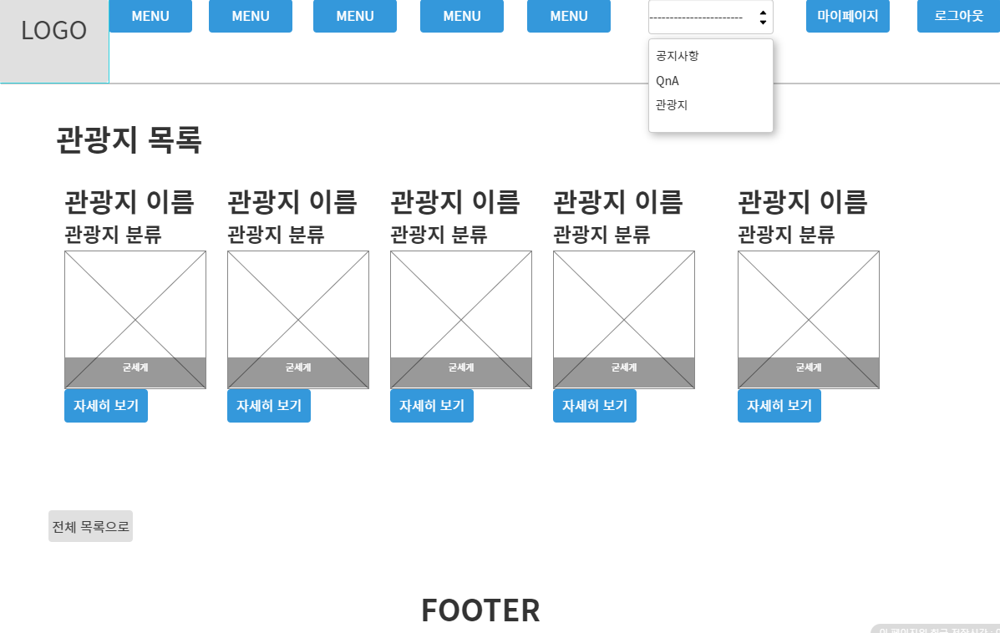 LOGO
MENU
MENU
MENU
MENU
MENU
-----------------------
마이페이지
로그아웃
공지사항
QnA
관광지
관광지 목록
관광지 이름
관광지 이름
관광지 이름
관광지 이름
관광지 이름
관광지 분류
관광지 분류
관광지 분류
관광지 분류
관광지 분류
굳세게
굳세게
굳세게
굳세게
굳세게
자세히 보기
자세히 보기
자세히 보기
자세히 보기
자세히 보기
전체 목록으로
FOOTER